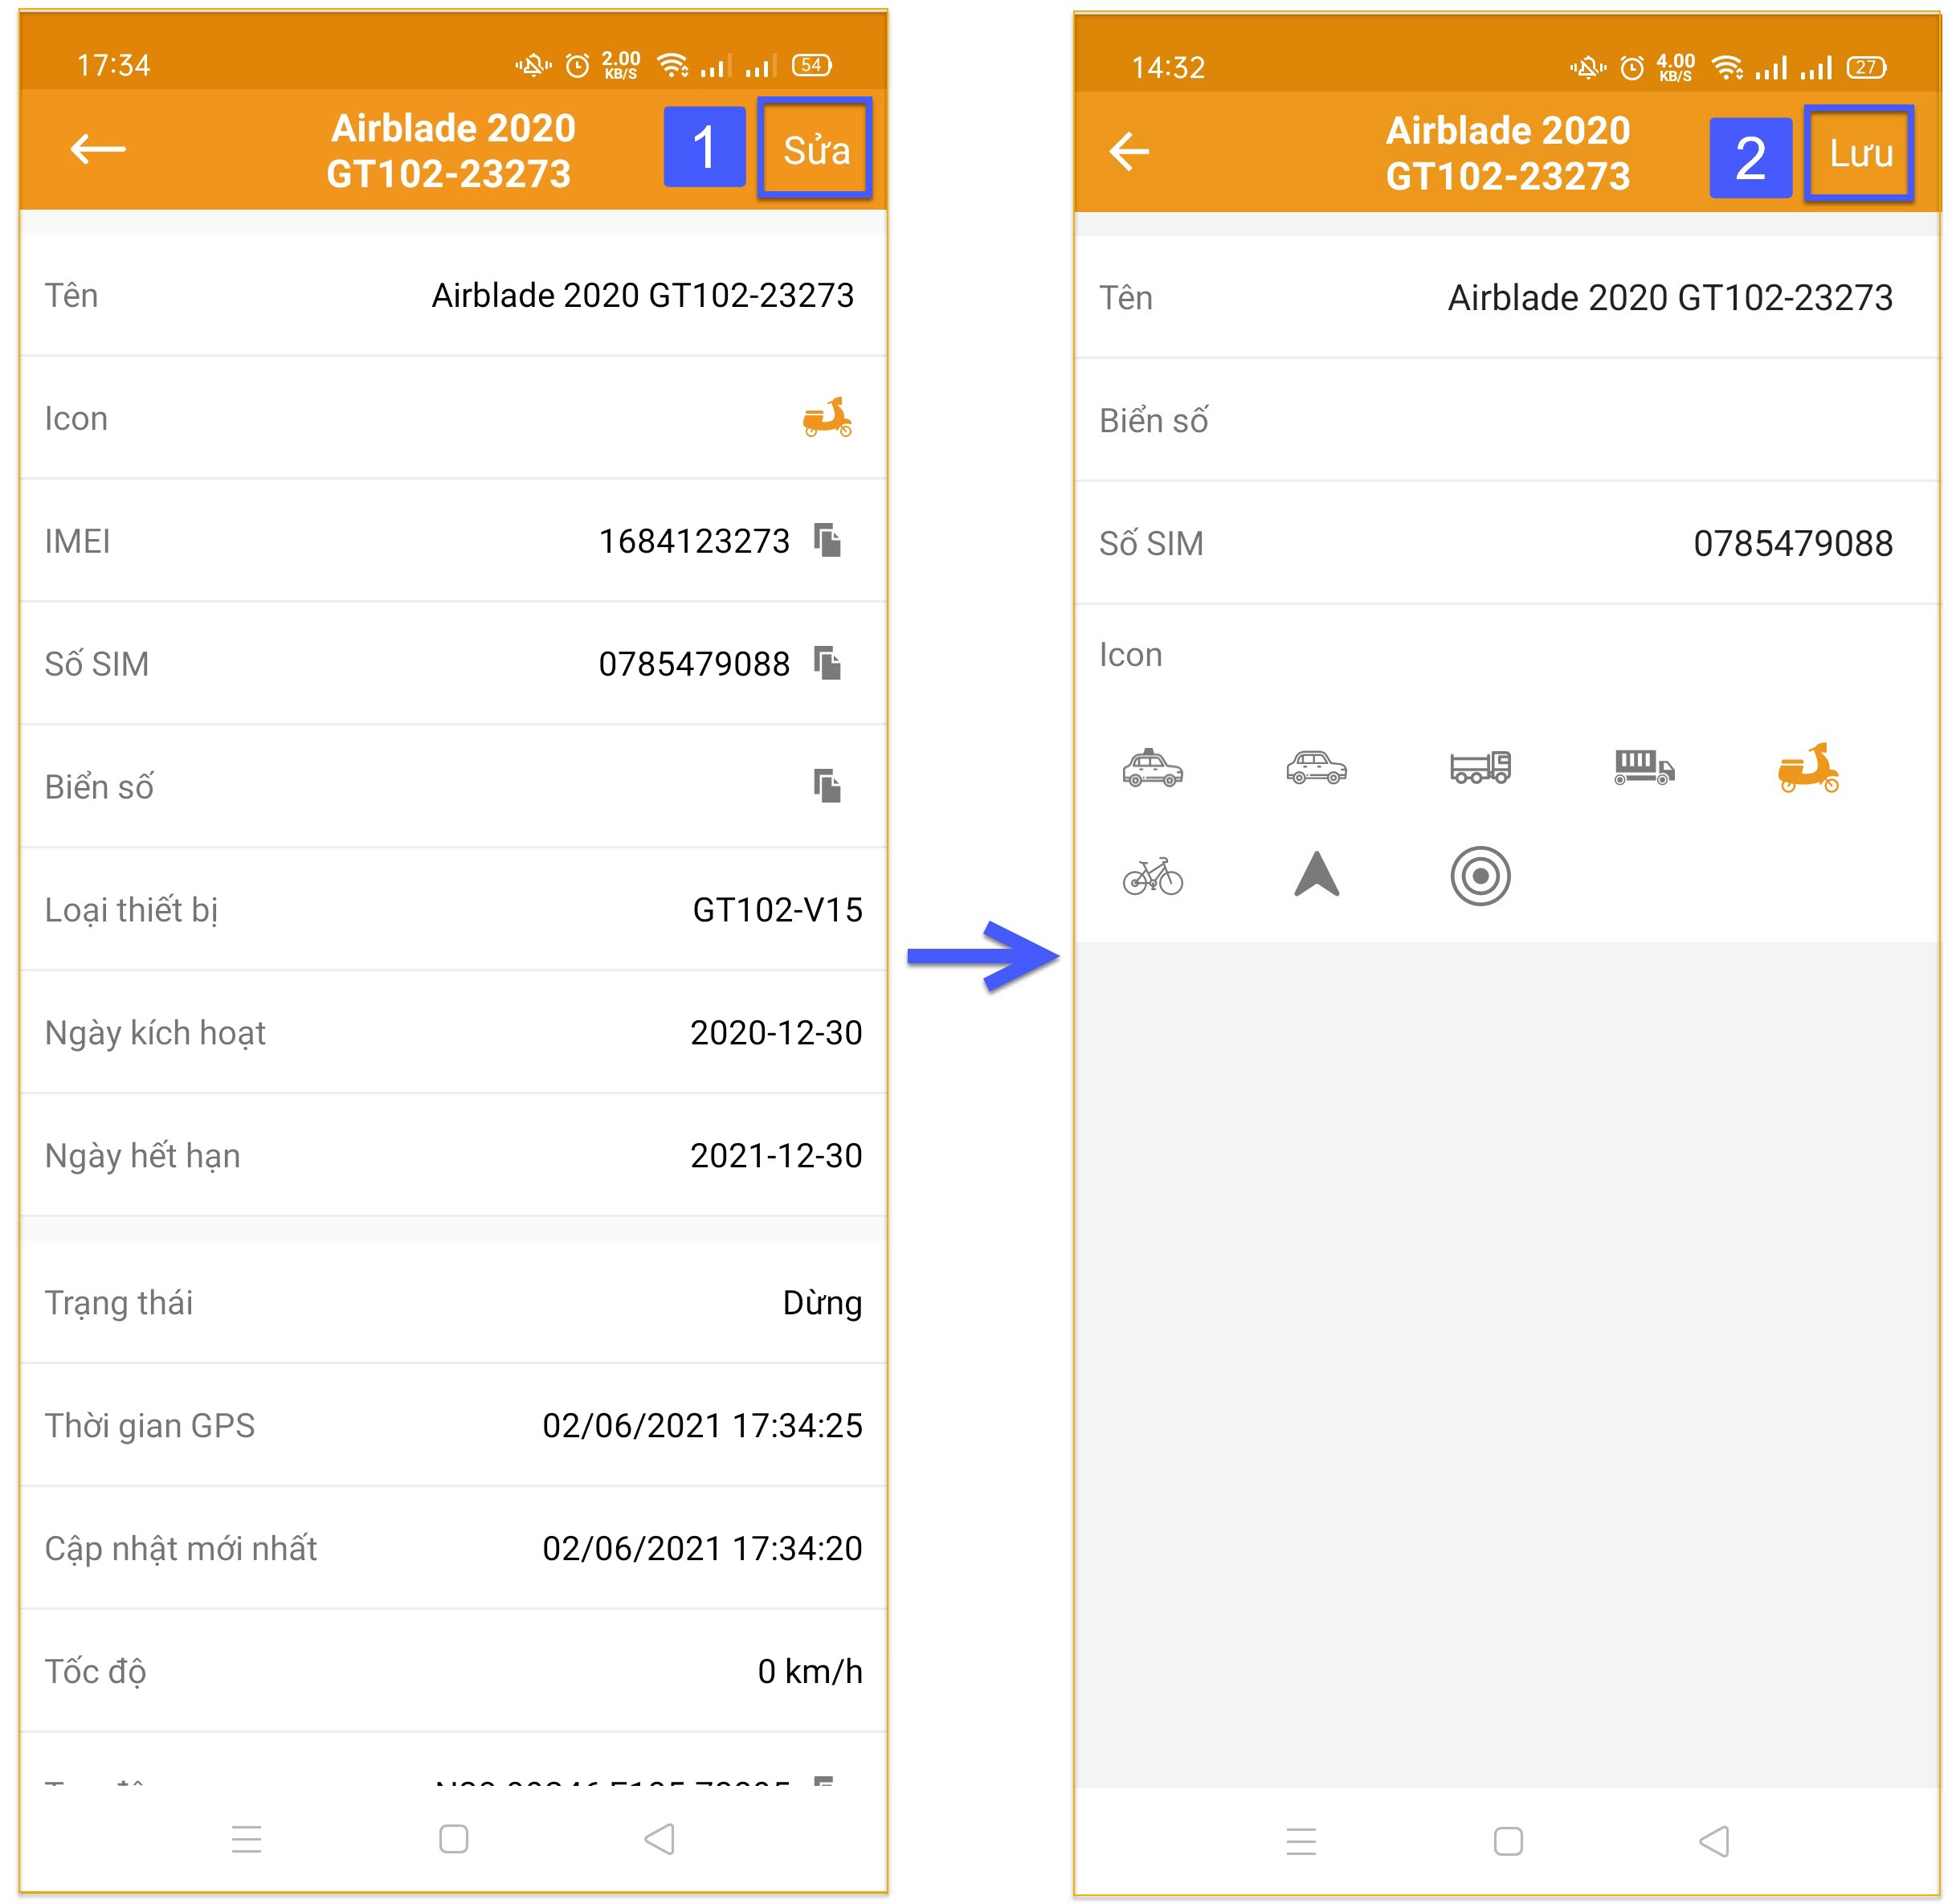 17:34
2.00
KB/S
54
Airblade 2020
GT102-23273
1
Sửa
Tên Airblade 2020 GT102-23273
Icon
IMEI 1684123273
Số SIM 0785479088
Biển số
Loại thiết bị GT102-V15
Ngày kích hoạt 2020-12-30
Ngày hết hạn 2021-12-30
Trạng thái Dừng
Thời gian GPS 02/06/2021 17:34:25
Cập nhật mới nhất 02/06/2021 17:34:20
Tốc độ 0 km/h
14:32
4.00
KB/S
27
Airblade 2020
GT102-23273
2
Lưu
Tên Airblade 2020 GT102-23273
Biển số
Số SIM 0785479088
Icon